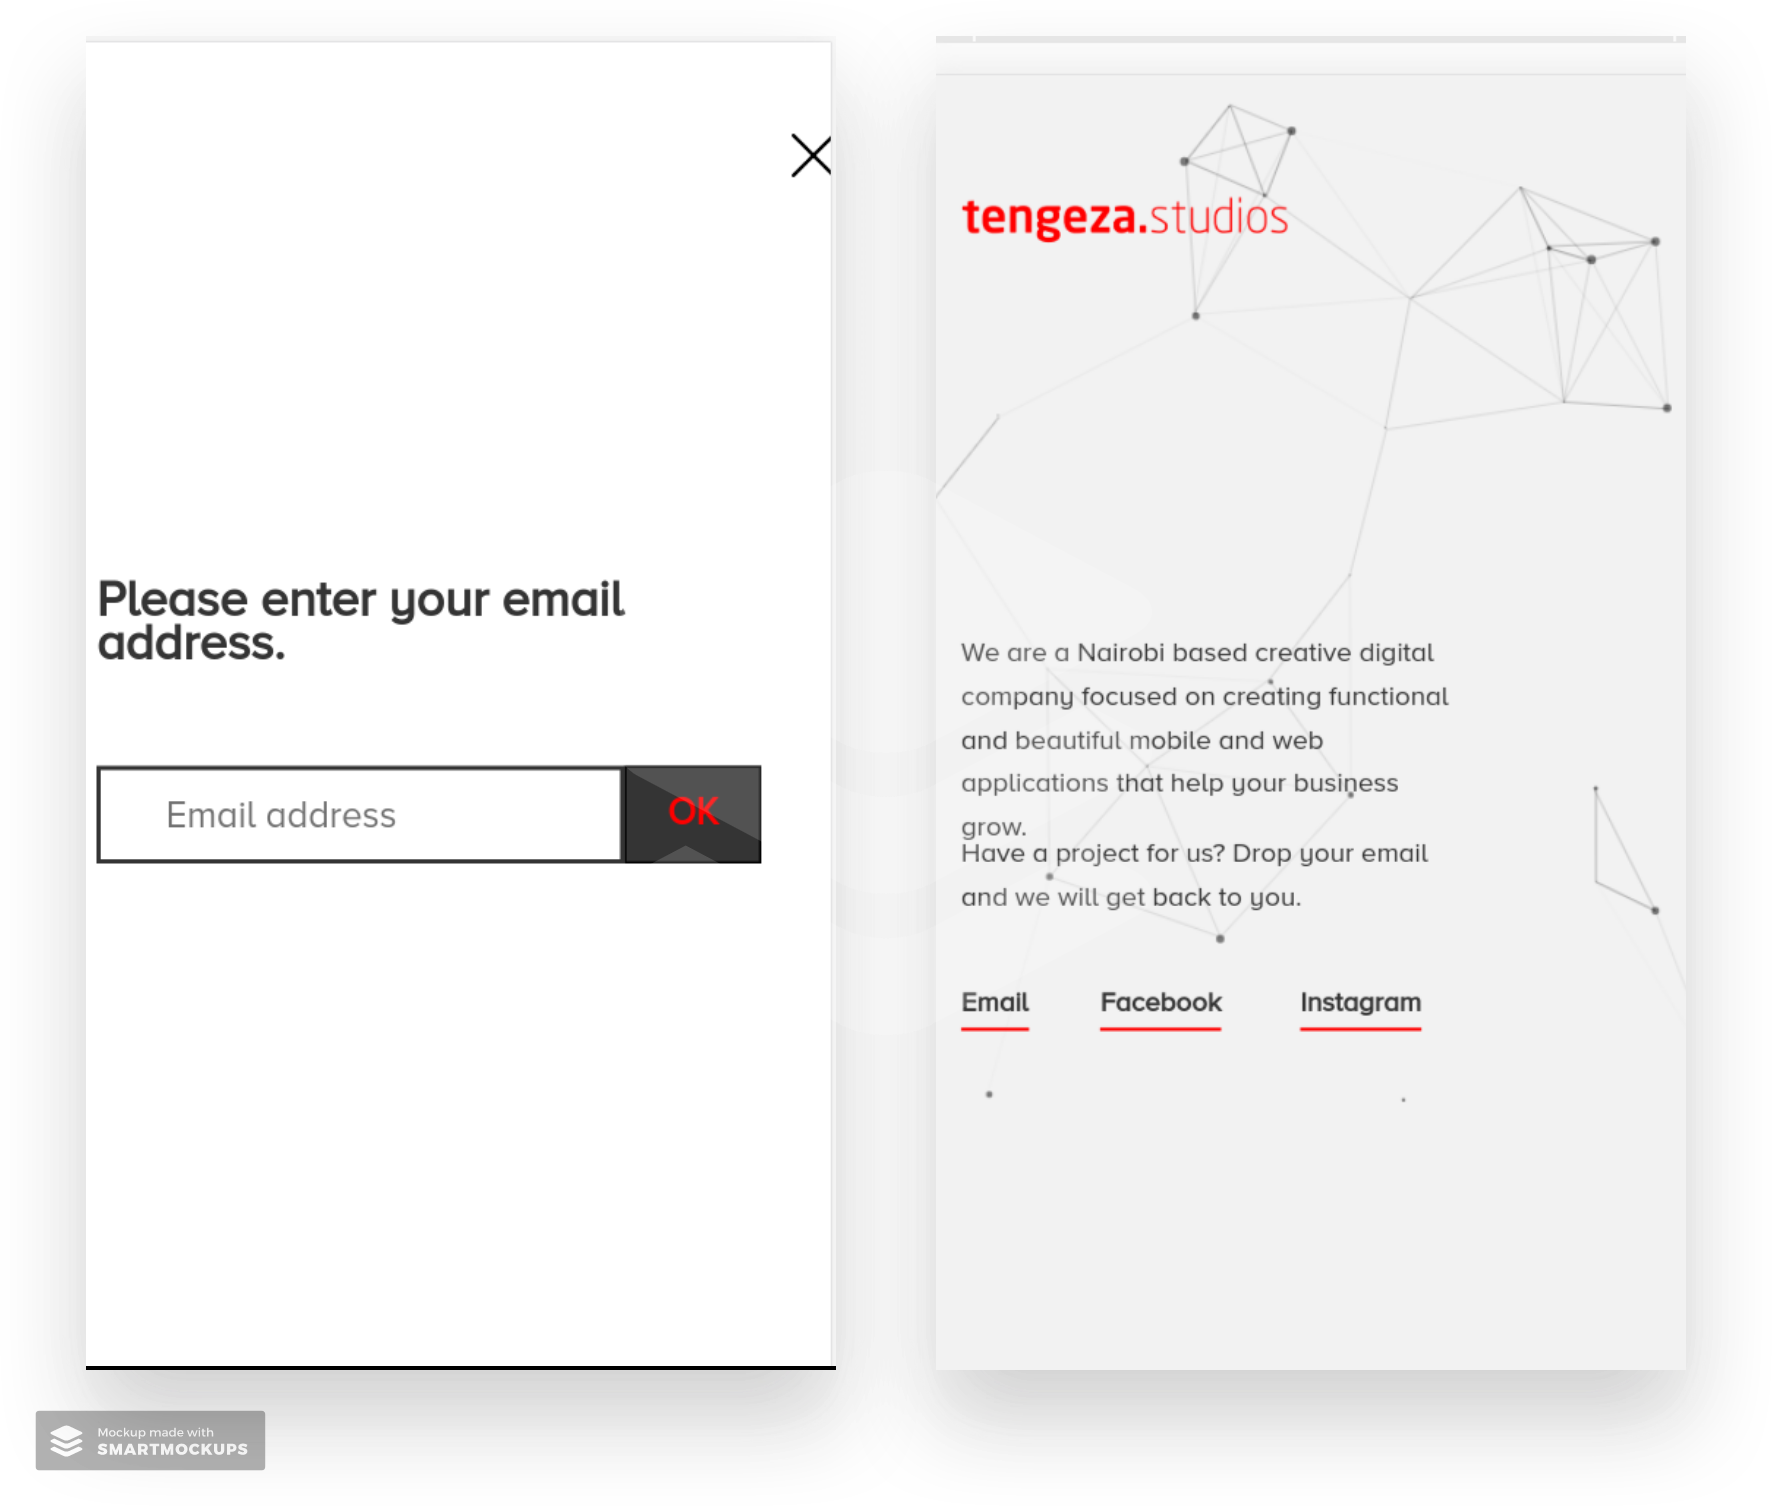 Please enter your email
address.
Email address
OK
tengeza.studios
We are a Nairobi based creative digital
company focused on creating functional
and beautiful mobile and web
applications that help your business
grow.
Have a project for us? Drop your email
and we will get back to you.
Email Facebook Instagram
Mockup made with
SMARTMOCKUPS